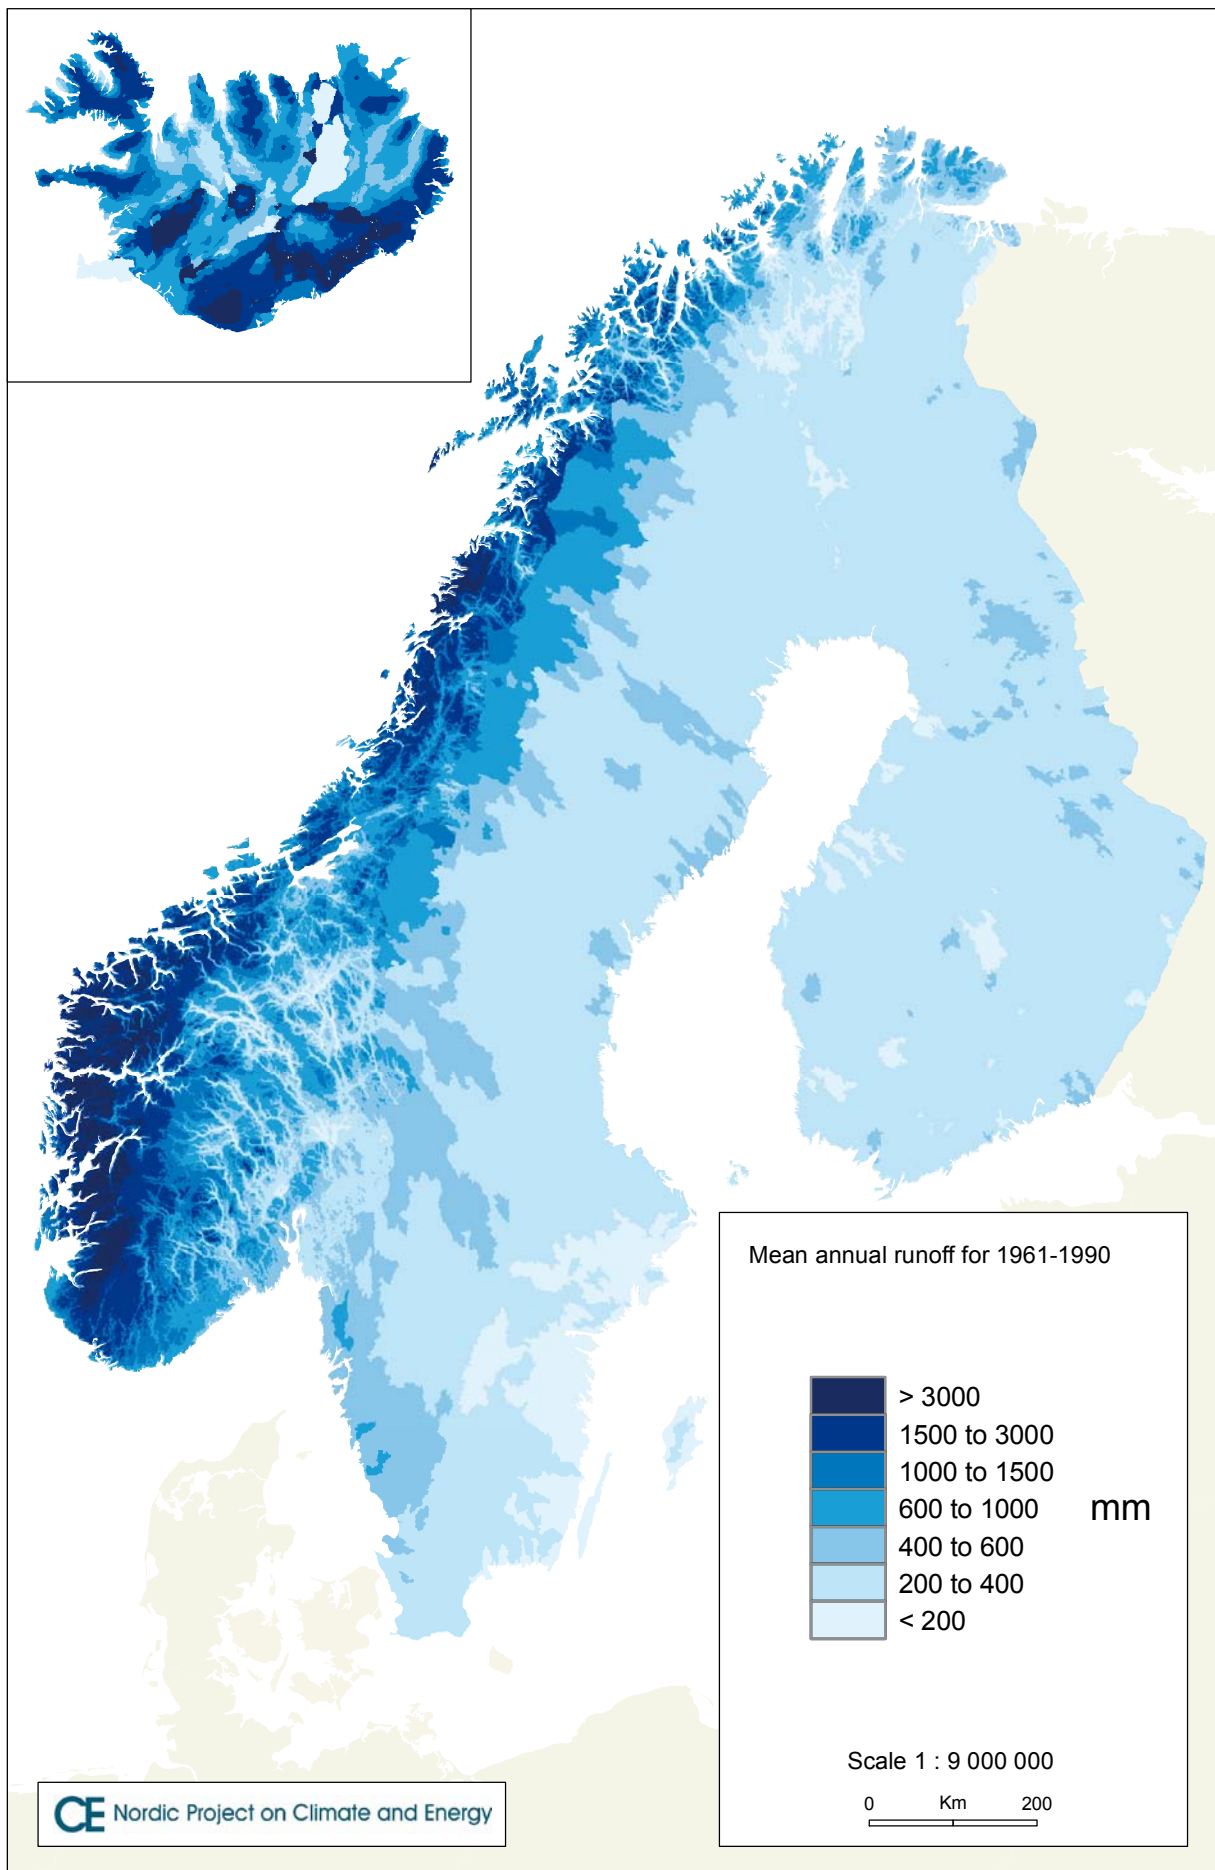 Mean annual runoff for 1961-1990
> 3000
1500 to 3000
1000 to 1500
600 to 1000
mm
400 to 600
200 to 400
< 200
Scale 1 : 9 000 000
0 Km 200
CE Nordic Project on Climate and Energy